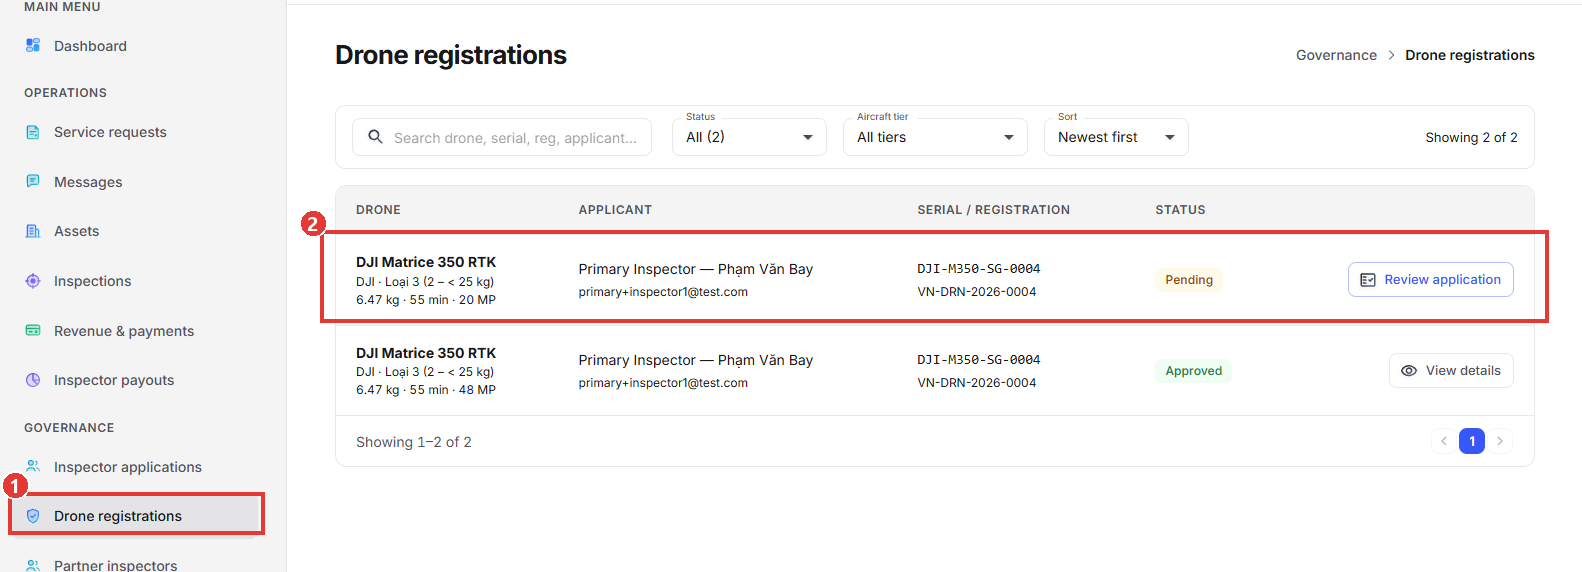 MAIN MENU
Dashboard
OPERATIONS
Service requests
Messages
Assets
Inspections
Revenue & payments
Inspector payouts
GOVERNANCE
Inspector applications
1
Drone registrations
Partner inspectors
Drone registrations
Governance > Drone registrations
Search drone, serial, reg, applicant...
Status
All (2)
Aircraft tier
All tiers
Sort
Newest first
Showing 2 of 2
DRONE APPLICANT SERIAL / REGISTRATION STATUS
2
DJI Matrice 350 RTK
DJI · Loại 3 (2 – < 25 kg)
6.47 kg · 55 min · 20 MP
Primary Inspector — Phạm Văn Bay
primary+inspector1@test.com
DJI-M350-SG-0004
VN-DRN-2026-0004
Pending
Review application
DJI Matrice 350 RTK
DJI · Loại 3 (2 – < 25 kg)
6.47 kg · 55 min · 48 MP
Primary Inspector — Phạm Văn Bay
primary+inspector1@test.com
DJI-M350-SG-0004
VN-DRN-2026-0004
Approved
View details
Showing 1–2 of 2
< 1 >